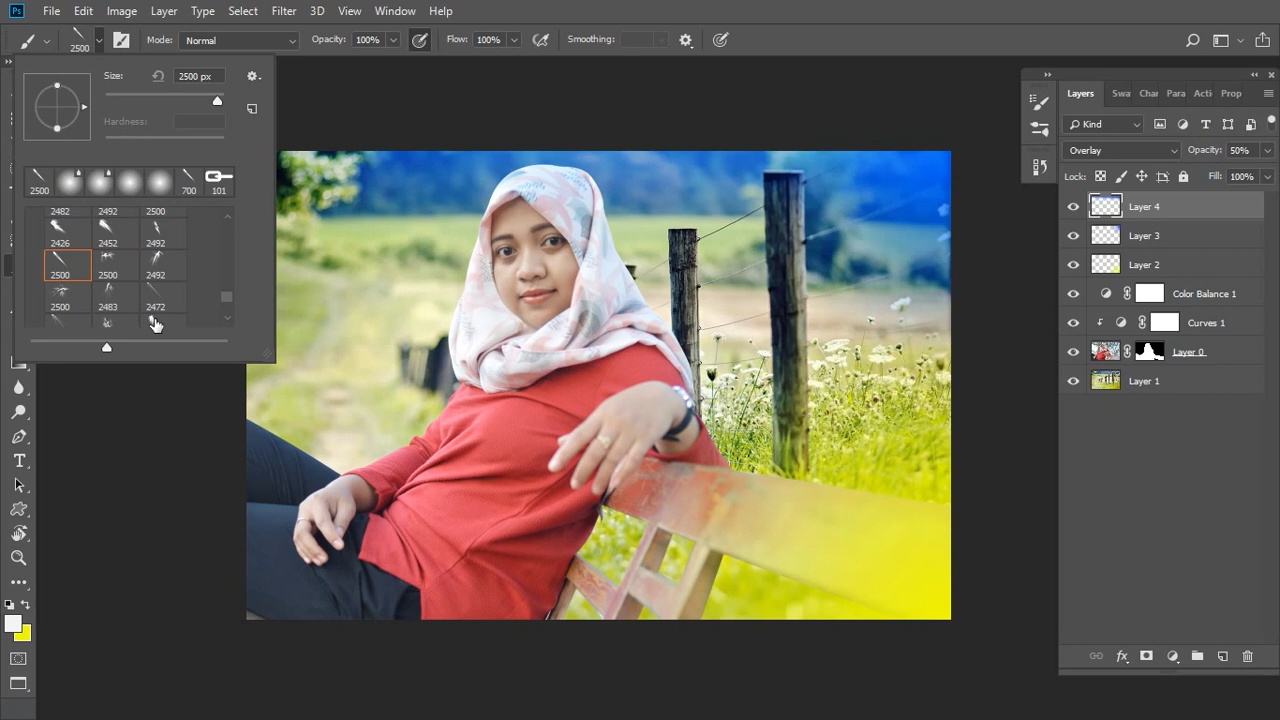 Ps File Edit Image Layer Type Select Filter 3D View Window Help
2500 Mode: Normal Opacity: 100% Flow: 100% Smoothing:
Size: 2500 px
Hardness:
2500 700 101
2482 2492 2500
2426 2452 2492
2500 2500 2492
2500 2483 2472
T
Layers Swa Char Para Acti Prop
Kind T
Overlay Opacity: 50%
Lock: Fill: 100%
Layer 4
Layer 3
Layer 2
Color Balance 1
Curves 1
Layer 0
Layer 1
fx